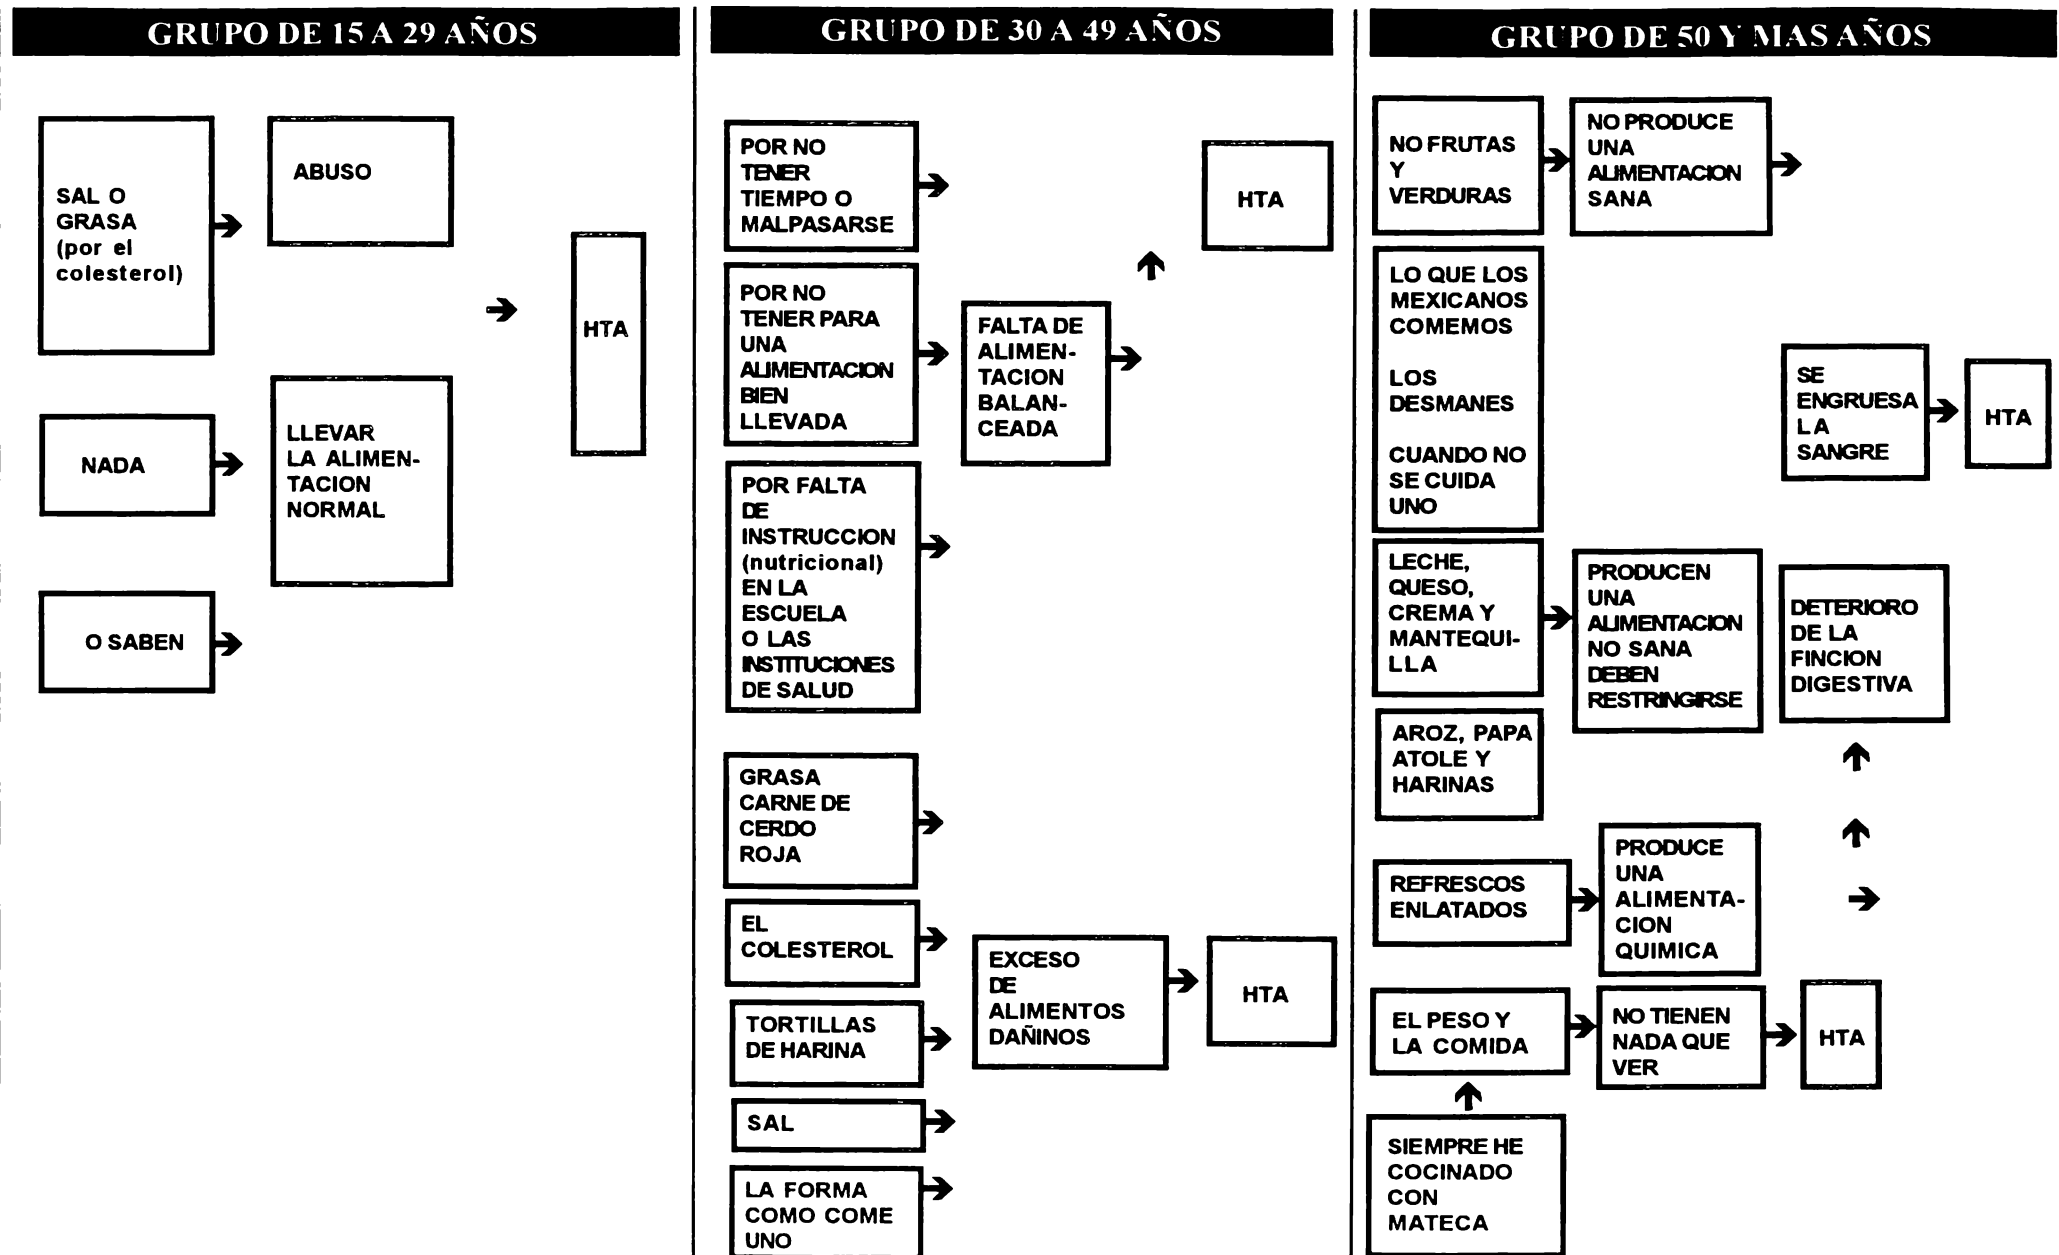 GRUPO DE 15 A 29 AÑOS
SAL O
GRASA
(por el
colesterol)
ABUSO
NADA
LLEVAR
LA ALIMEN-
TACION
NORMAL
O SABEN
HTA
GRUPO DE 30 A 49 AÑOS
POR NO
TENER
TIEMPO O
MALPASARSE
POR NO
TENER PARA
UNA
ALIMENTACION
BIEN
LLEVADA
POR FALTA
DE
INSTRUCCION
(nutricional)
EN LA
ESCUELA
O LAS
INSTITUCIONES
DE SALUD
FALTA DE
ALIMEN-
TACION
BALAN-
CEADA
HTA
GRASA
CARNE DE
CERDO
ROJA
EL
COLESTEROL
TORTILLAS
DE HARINA
SAL
LA FORMA
COMO COME
UNO
EXCESO
DE
ALIMENTOS
DAÑINOS
HTA
GRUPO DE 50 Y MAS AÑOS
NO FRUTAS
Y
VERDURAS
NO PRODUCE
UNA
ALIMENTACION
SANA
LO QUE LOS
MEXICANOS
COMEMOS
LOS
DESMANES
CUANDO NO
SE CUIDA
UNO
SE
ENGRUESA
LA
SANGRE
HTA
LECHE,
QUESO,
CREMA Y
MANTEQUI-
LLA
PRODUCEN
UNA
ALIMENTACION
NO SANA
DEBEN
RESTRINGIRSE
DETERIORO
DE LA
FINCION
DIGESTIVA
AROZ, PAPA
ATOLE Y
HARINAS
REFRESCOS
ENLATADOS
PRODUCE
UNA
ALIMENTA-
CION
QUIMICA
EL PESO Y
LA COMIDA
NO TIENEN
NADA QUE
VER
HTA
SIEMPRE HE
COCINADO
CON
MATECA